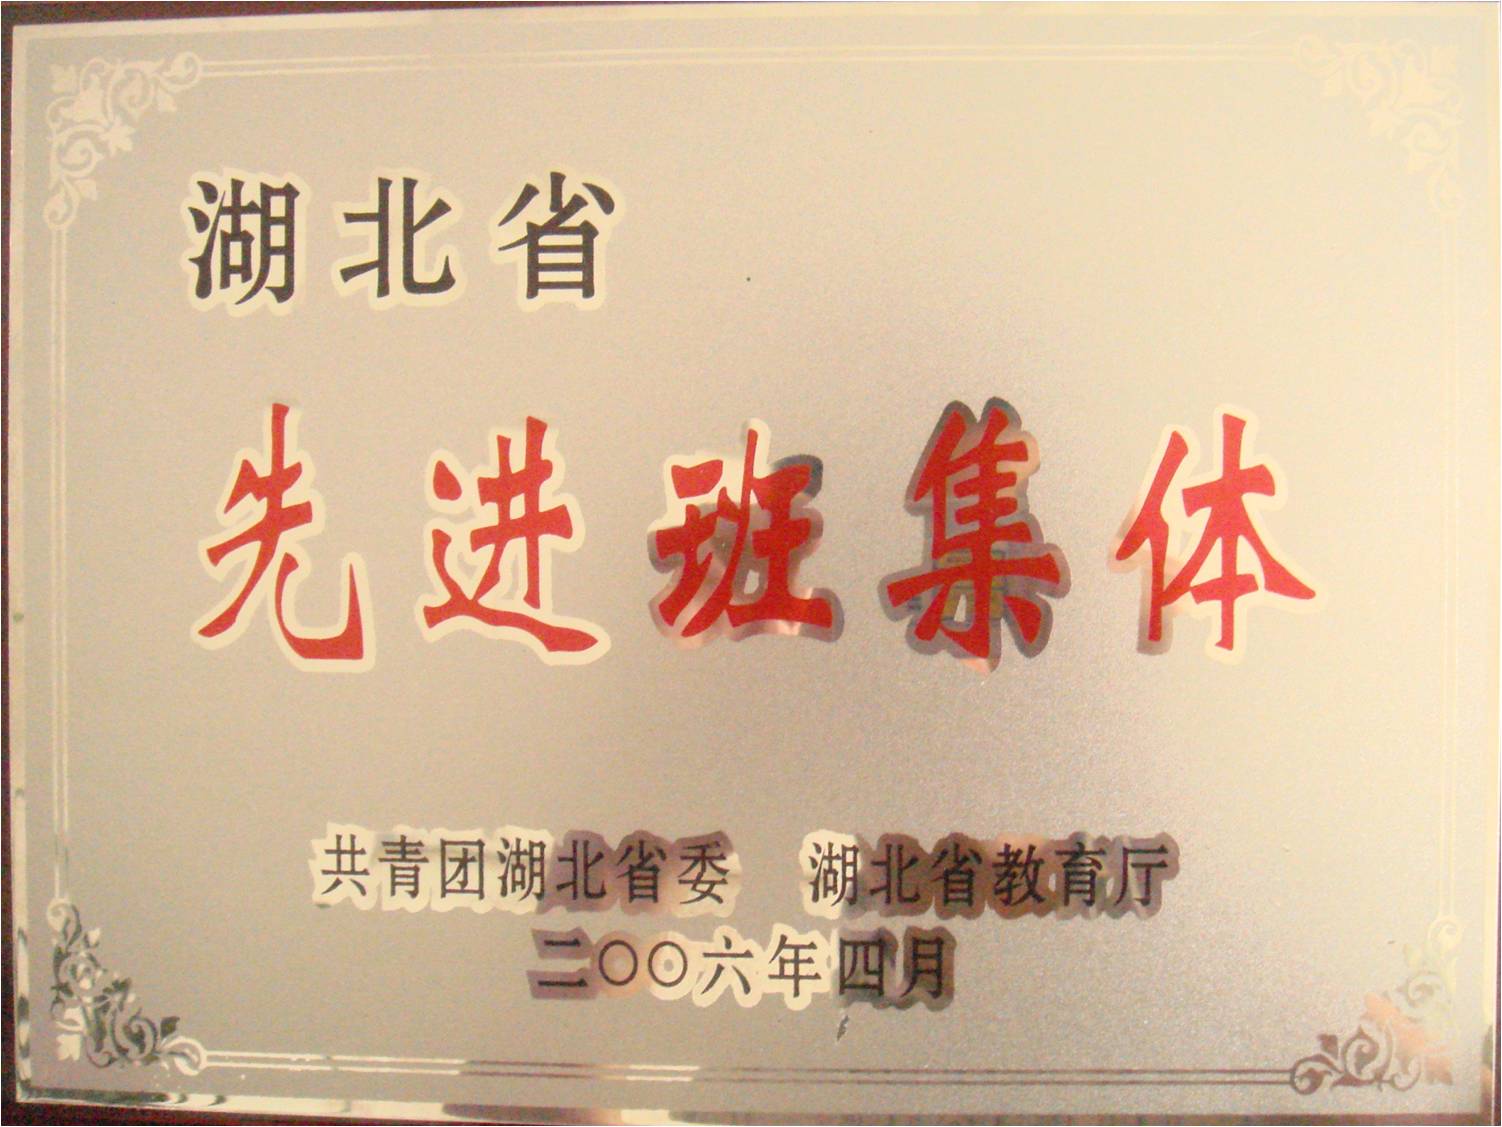 湖北省
先进班集体
共青团湖北省委 湖北省教育厅
二〇〇六年四月